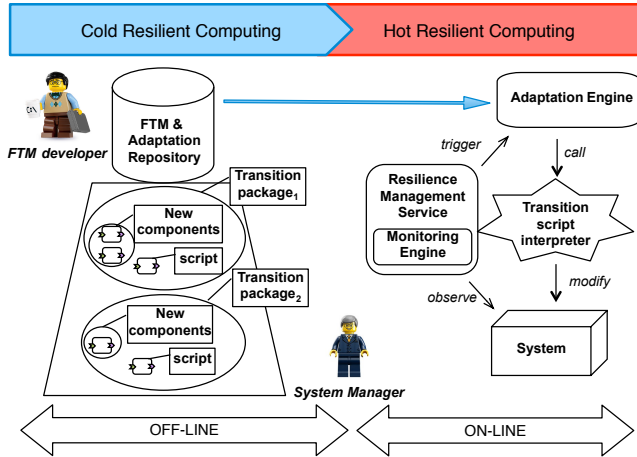 Cold Resilient Computing
Hot Resilient Computing
FTM developer
FTM &
Adaptation
Repository
Adaptation Engine
trigger
call
Transition
package1
Resilience
Management
Service
Monitoring
Engine
Transition
script
interpreter
New
components
script
Transition
package2
observe
modify
New
components
script
System
System Manager
OFF-LINE
ON-LINE